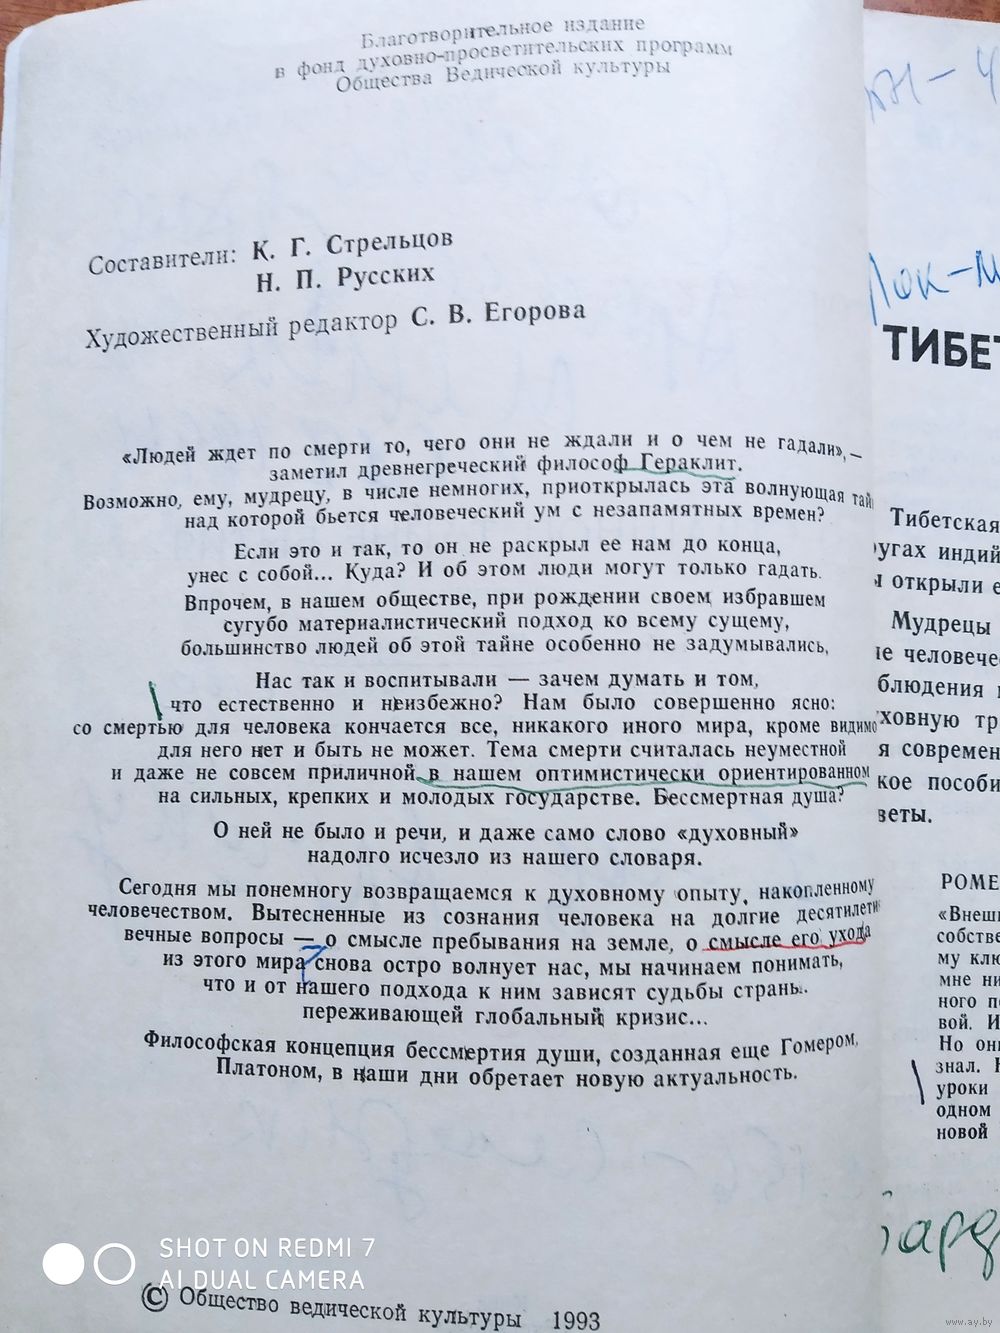 Благотворительное издание
в фонд духовно-просветительских программ
Общества Ведической культуры
Составители: К. Г. Стрельцов
Н. П. Русских
Художественный редактор С. В. Егорова
«Людей ждет по смерти то, чего они не ждали и о чем не гадали»,—
заметил древнегреческий философ Гераклит.
Возможно, ему, мудрецу, в числе немногих, приоткрылась эта волнующая тай
над которой бьется человеческий ум с незапамятных времен?
Если это и так, то он не раскрыл ее нам до конца,
унес с собой... Куда? И об этом люди могут только гадать.
Впрочем, в нашем обществе, при рождении своем избравшем
сугубо материалистический подход ко всему сущему,
большинство людей об этой тайне особенно не задумывались,
Нас так и воспитывали — зачем думать и том,
что естественно и неизбежно? Нам было совершенно ясно:
со смертью для человека кончается все, никакого иного мира, кроме видимо
для него нет и быть не может. Тема смерти считалась неуместной
и даже не совсем приличной в нашем оптимистически ориентированном
на сильных, крепких и молодых государстве. Бессмертная душа?
О ней не было и речи, и даже само слово «духовный»
надолго исчезло из нашего словаря.
Сегодня мы понемногу возвращаемся к духовному опыту, накопленному
человечеством. Вытесненные из сознания человека на долгие десятилети
вечные вопросы — о смысле пребывания на земле, о смысле его ухода
из этого мира снова остро волнует нас, мы начинаем понимать,
что и от нашего подхода к ним зависят судьбы страны.
переживающей глобальный кризис...
Философская концепция бессмертия души, созданная еще Гомером,
Платоном, в наши дни обретает новую актуальность.
© Общество ведической культуры 1993
SHOT ON REDMI 7
AI DUAL CAMERA
ТИБЕТ
Тибетская
ругах индий
ы открыли е
Мудрецы
ие человече
блюдения и
ховную тр
я современ
кое пособи
веты.
РОМЕ
«Внеш
собстве
му клю
мне ни
ного по
вой. И
Но они
знал. Н
уроки
одном
новой
www.ay.by